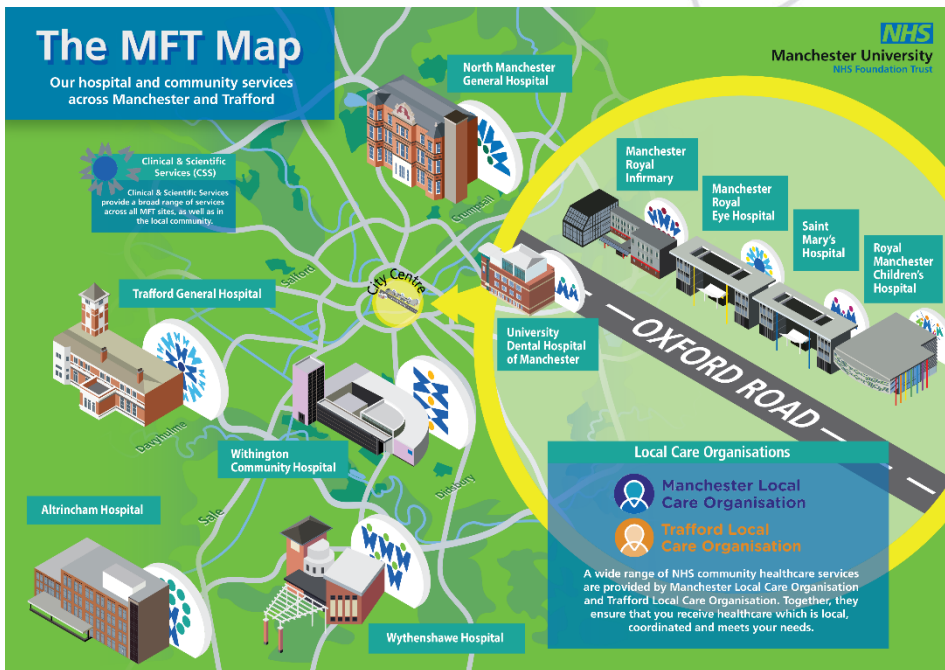 The MFT Map
Our hospital and community services
across Manchester and Trafford
NHS
Manchester University
NHS Foundation Trust
North Manchester
General Hospital
Clinical & Scientific
Services (CSS)
Clinical & Scientific Services
provide a broad range of services
across all MFT sites, as well as in
the local community.
Crumpsall
Salford
City Centre
Manchester
Royal
Infirmary
Manchester
Royal
Eye Hospital
Saint
Mary's
Hospital
Royal
Manchester
Children's
Hospital
Trafford General Hospital
University
Dental Hospital
of Manchester
OXFORD ROAD
Davyhulme
Withington
Community Hospital
Didsbury
Sale
Altrincham Hospital
Wythenshawe Hospital
Local Care Organisations
Manchester Local
Care Organisation
Trafford Local
Care Organisation
A wide range of NHS community healthcare services
are provided by Manchester Local Care Organisation
and Trafford Local Care Organisation. Together, they
ensure that you receive healthcare which is local,
coordinated and meets your needs.